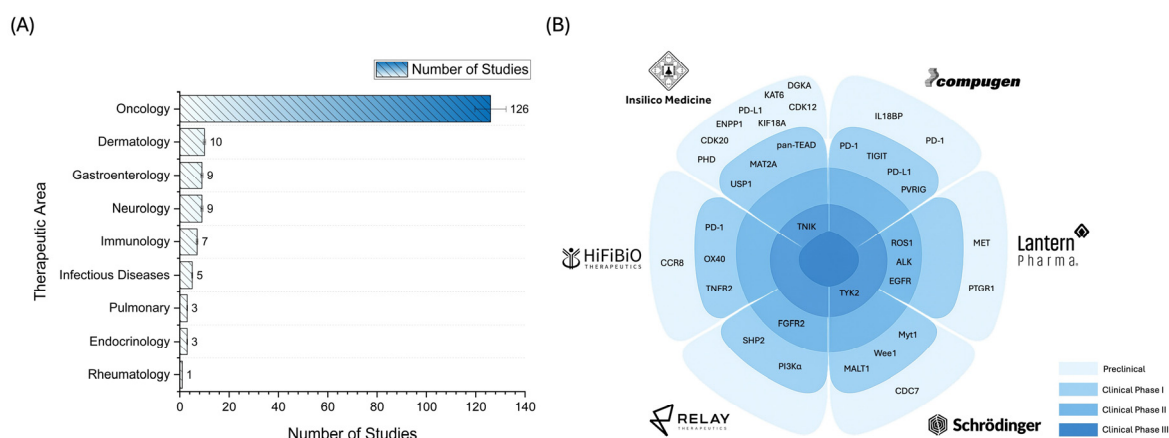 (A)
Number of Studies
Therapeutic Area
Oncology
126
Dermatology
10
Gastroenterology
9
Neurology
9
Immunology
7
Infectious Diseases
5
Pulmonary
3
Endocrinology
3
Rheumatology
1
0 20 40 60 80 100 120 140
Number of Studies
(B)
Insilico Medicine
DGKA
KAT6
CDK12
PD-L1
ENPP1
KIF18A
CDK20
PHD
pan-TEAD
MAT2A
USP1
TNIK
compugen
IL18BP
PD-1
PD-1
TIGIT
PD-L1
PVRIG
Lantern
Pharma
MET
PTGR1
ROS1
ALK
EGFR
HiFiBiO
THERAPEUTICS
CCR8
PD-1
OX40
TNFR2
RELAY
THERAPEUTICS
FGFR2
SHP2
PI3Kα
Schrödinger
TYK2
Myt1
Wee1
MALT1
CDC7
Preclinical
Clinical Phase I
Clinical Phase II
Clinical Phase III